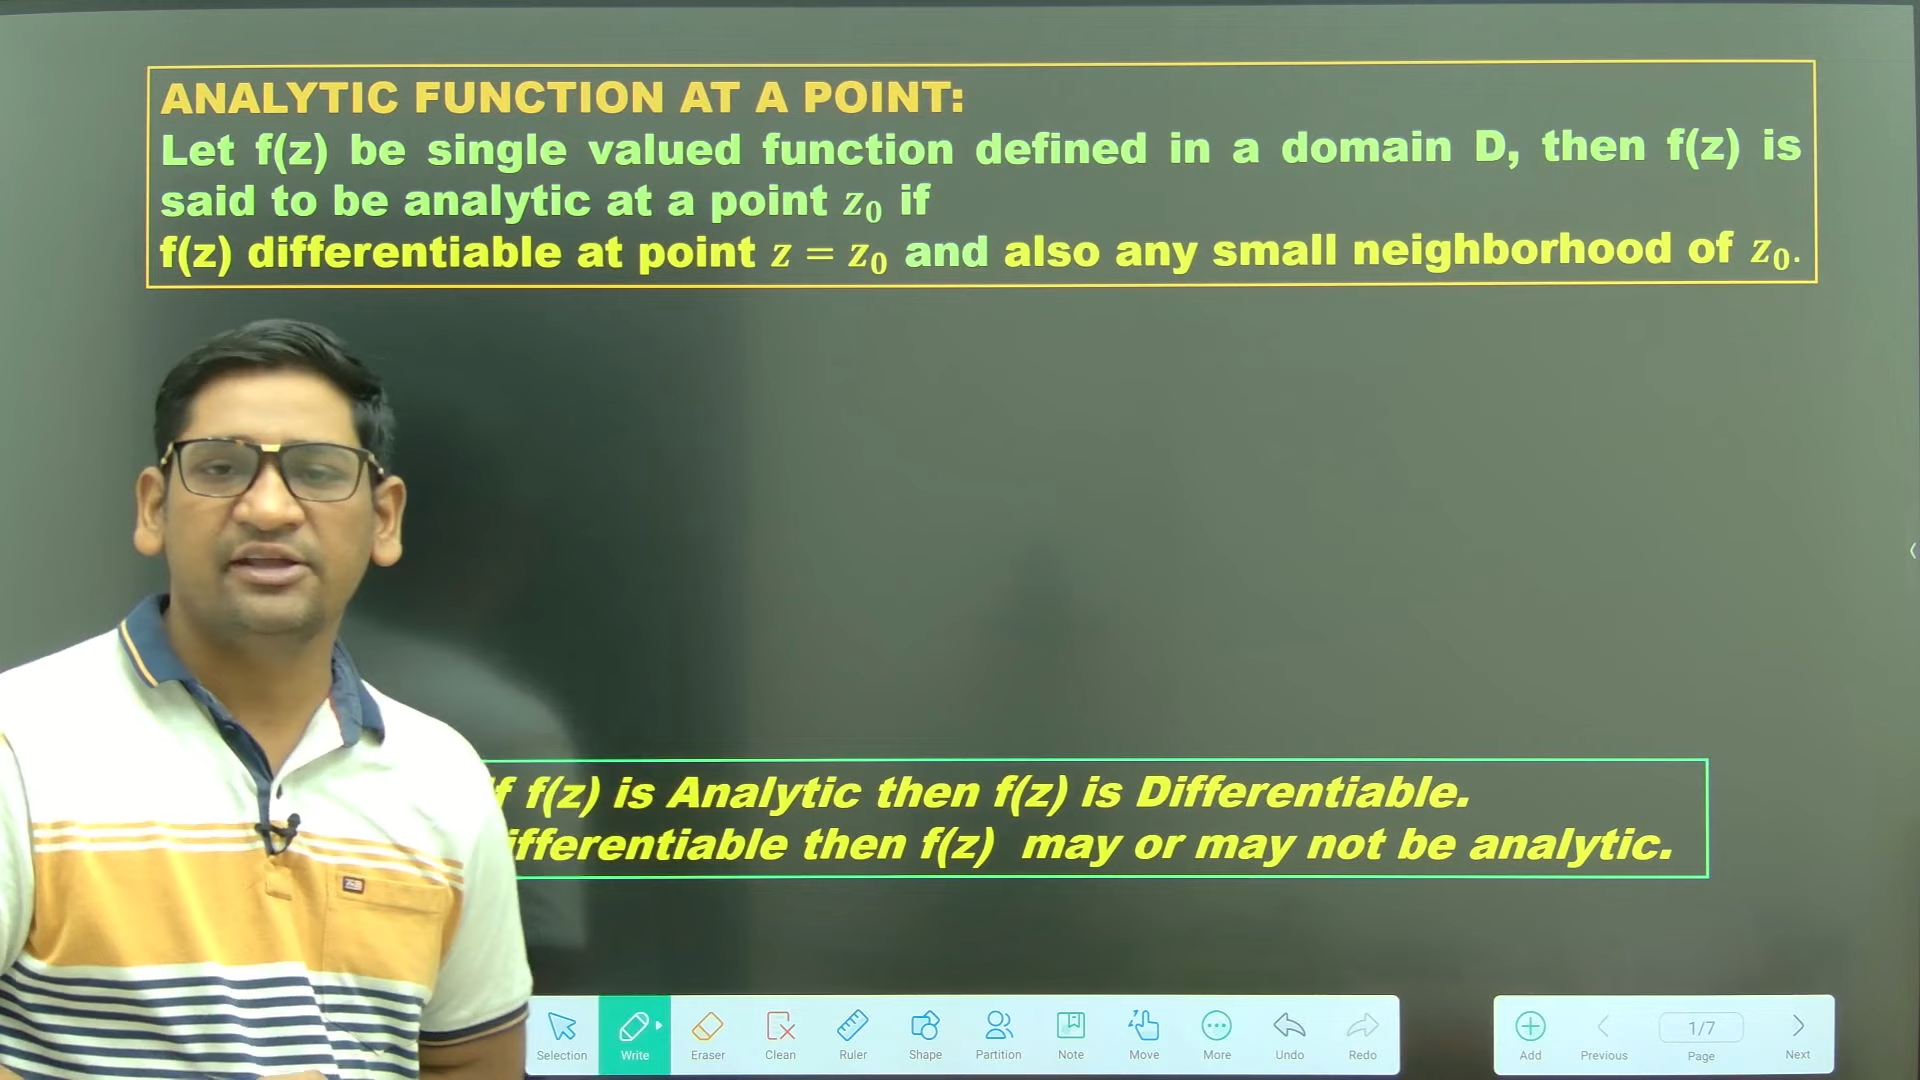 ANALYTIC FUNCTION AT A POINT:
Let f(z) be single valued function defined in a domain D, then f(z) is
said to be analytic at a point z₀ if
f(z) differentiable at point z = z₀ and also any small neighborhood of z₀.
f(z) is Analytic then f(z) is Differentiable.
then f(z) may or may not be analytic.
Selection
Write
Eraser
Clean
Ruler
Shape
Partition
Note
Move
More
Undo
Redo
Add
Previous
1/7
Page
Next